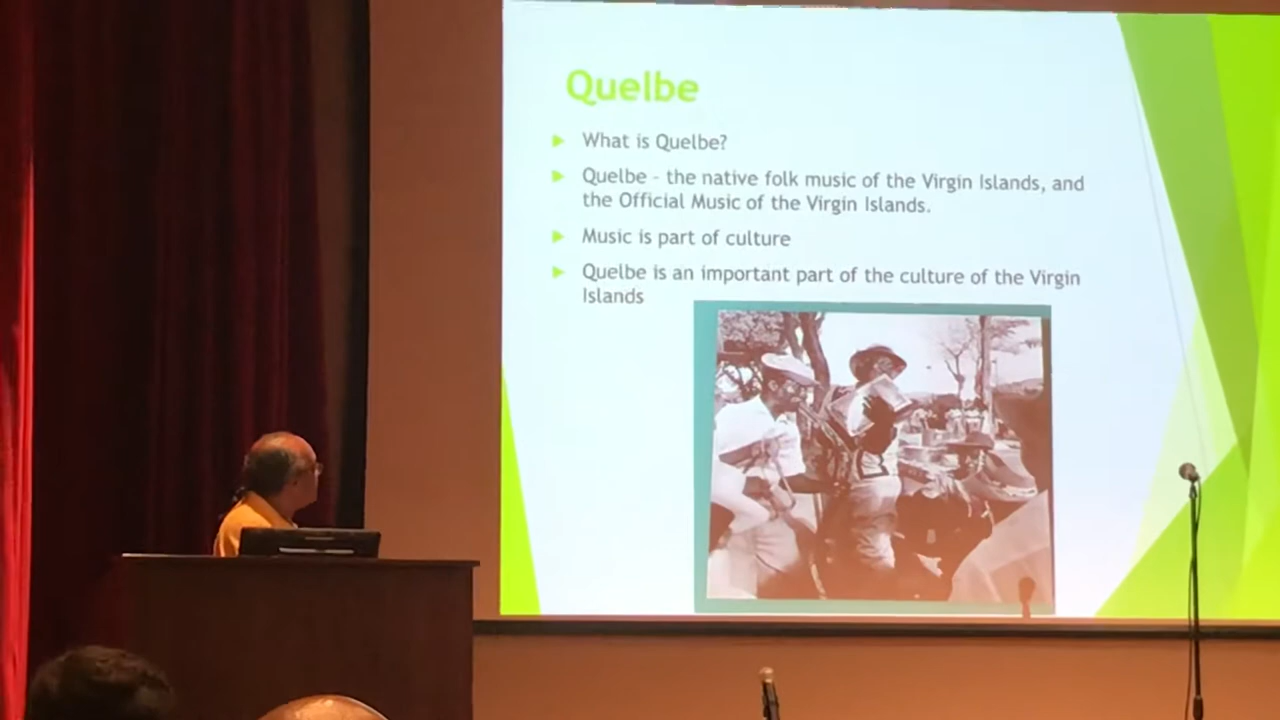 Quelbe
What is Quelbe?
Quelbe - the native folk music of the Virgin Islands, and
the Official Music of the Virgin Islands.
Music is part of culture
Quelbe is an important part of the culture of the Virgin
Islands